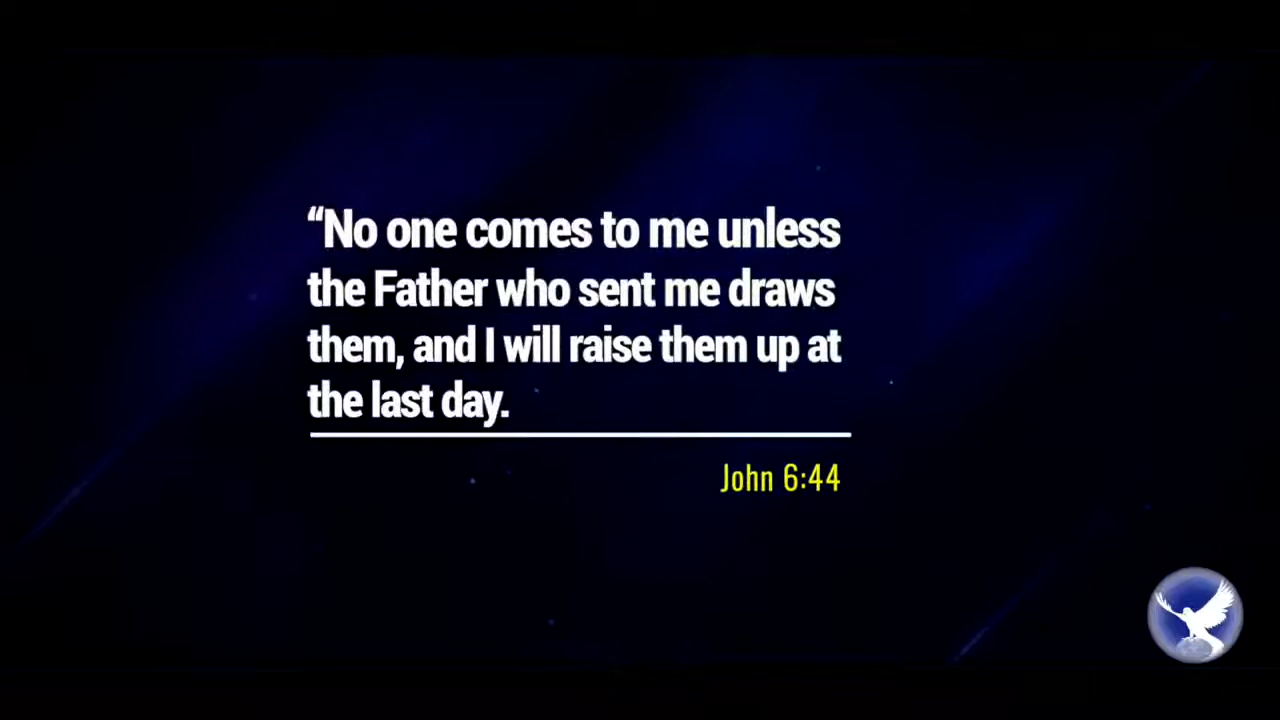 “No one comes to me unless
the Father who sent me draws
them, and I will raise them up at
the last day.
John 6:44